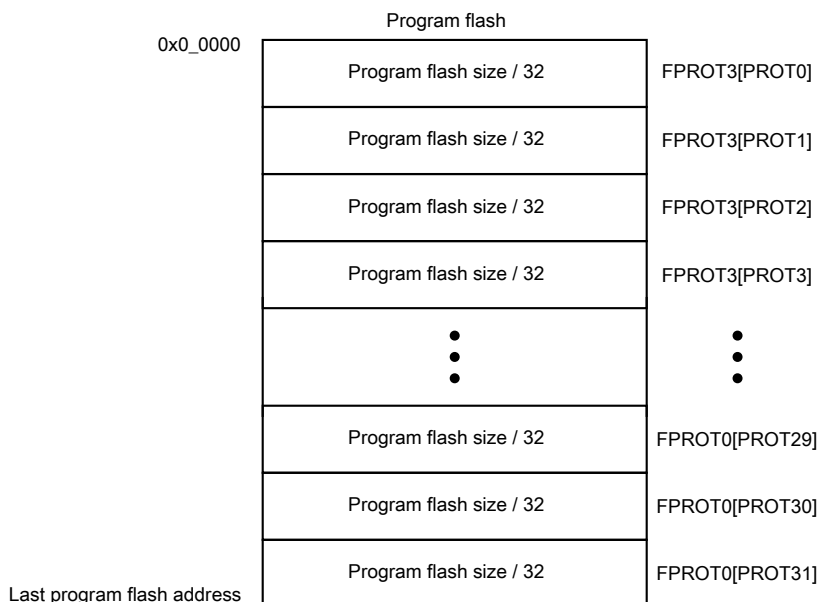 Program flash
0x0_0000
Program flash size / 32 FPROT3[PROT0]
Program flash size / 32 FPROT3[PROT1]
Program flash size / 32 FPROT3[PROT2]
Program flash size / 32 FPROT3[PROT3]
Program flash size / 32 FPROT0[PROT29]
Program flash size / 32 FPROT0[PROT30]
Program flash size / 32 FPROT0[PROT31]
Last program flash address